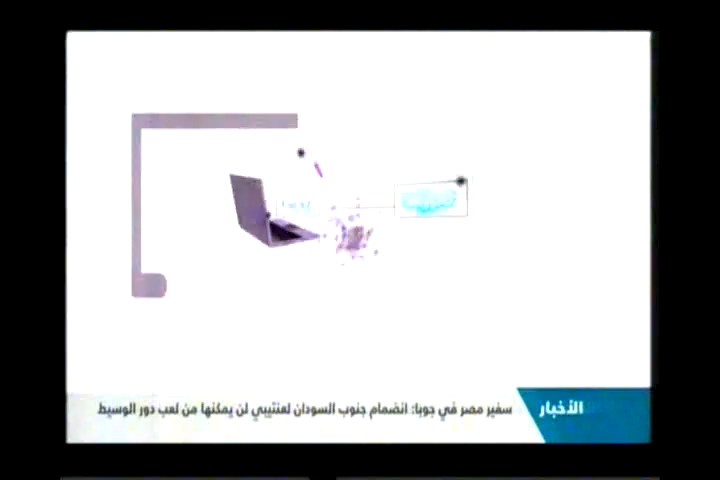 الأخبار
سفير مصر في جوبا: انضمام جنوب السودان لعنتيبي لن يمكنها من لعب دور الوسيط